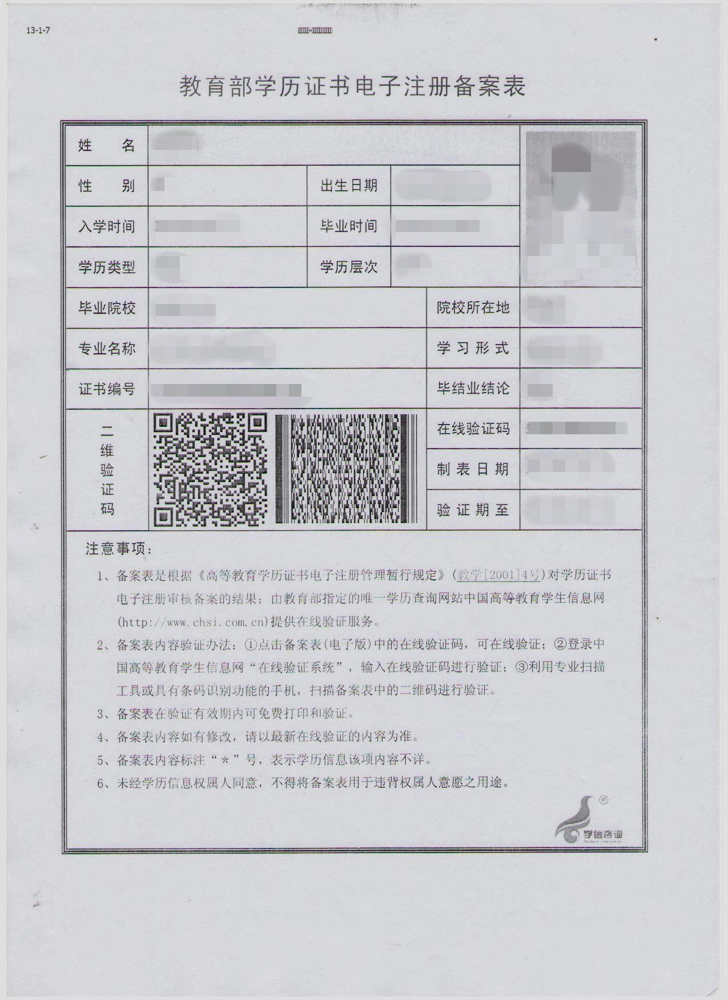 13-1-7
教育部学历证书电子注册备案表
姓 名
性 别
出生日期
入学时间
毕业时间
学历类型
学历层次
毕业院校
院校所在地
专业名称
学习形式
证书编号
毕结业结论
二维验证码
在线验证码
制表日期
验证期至
注意事项：
1、备案表是根据《高等教育学历证书电子注册管理暂行规定》(教学[2001]4号)对学历证书
电子注册审核备案的结果；由教育部指定的唯一学历查询网站中国高等教育学生信息网
(http://www.chsi.com.cn)提供在线验证服务。
2、备案表内容验证办法：①点击备案表(电子版)中的在线验证码，可在线验证；②登录中
国高等教育学生信息网“在线验证系统”，输入在线验证码进行验证；③利用专业扫描
工具或具有条码识别功能的手机，扫描备案表中的二维码进行验证。
3、备案表在验证有效期内可免费打印和验证。
4、备案表内容如有修改，请以最新在线验证的内容为准。
5、备案表内容标注“*”号，表示学历信息该项内容不详。
6、未经学历信息权属人同意，不得将备案表用于违背权属人意愿之用途。
®
学信咨询